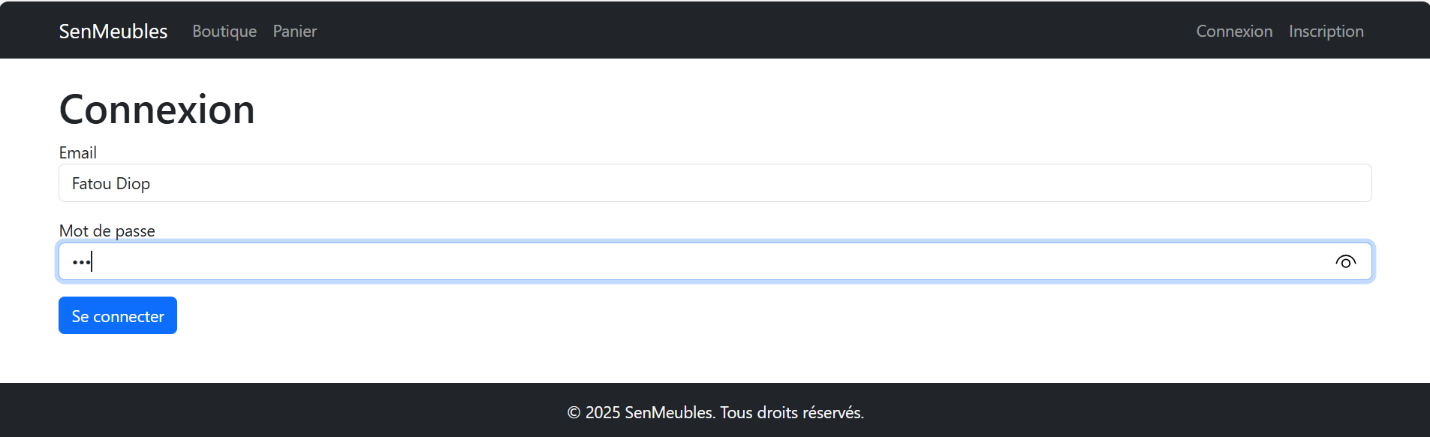 SenMeubles Boutique Panier Connexion Inscription
Connexion
Email
Fatou Diop
Mot de passe
•••
Se connecter
© 2025 SenMeubles. Tous droits réservés.